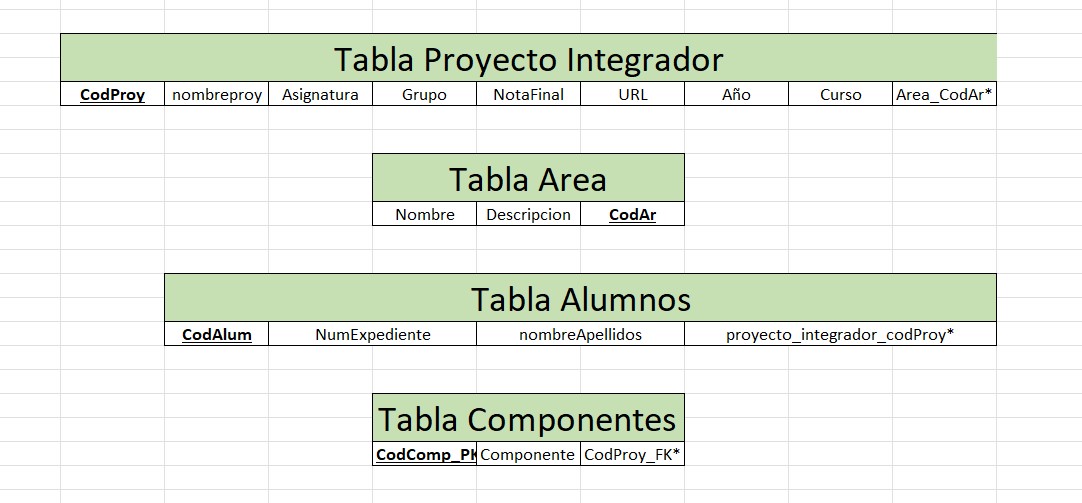 Tabla Proyecto Integrador
CodProy nombreproy Asignatura Grupo NotaFinal URL Año Curso Area_CodAr*
Tabla Area
Nombre Descripcion CodAr
Tabla Alumnos
CodAlum NumExpediente nombreApellidos proyecto_integrador_codProy*
Tabla Componentes
CodComp_PK Componente CodProy_FK*